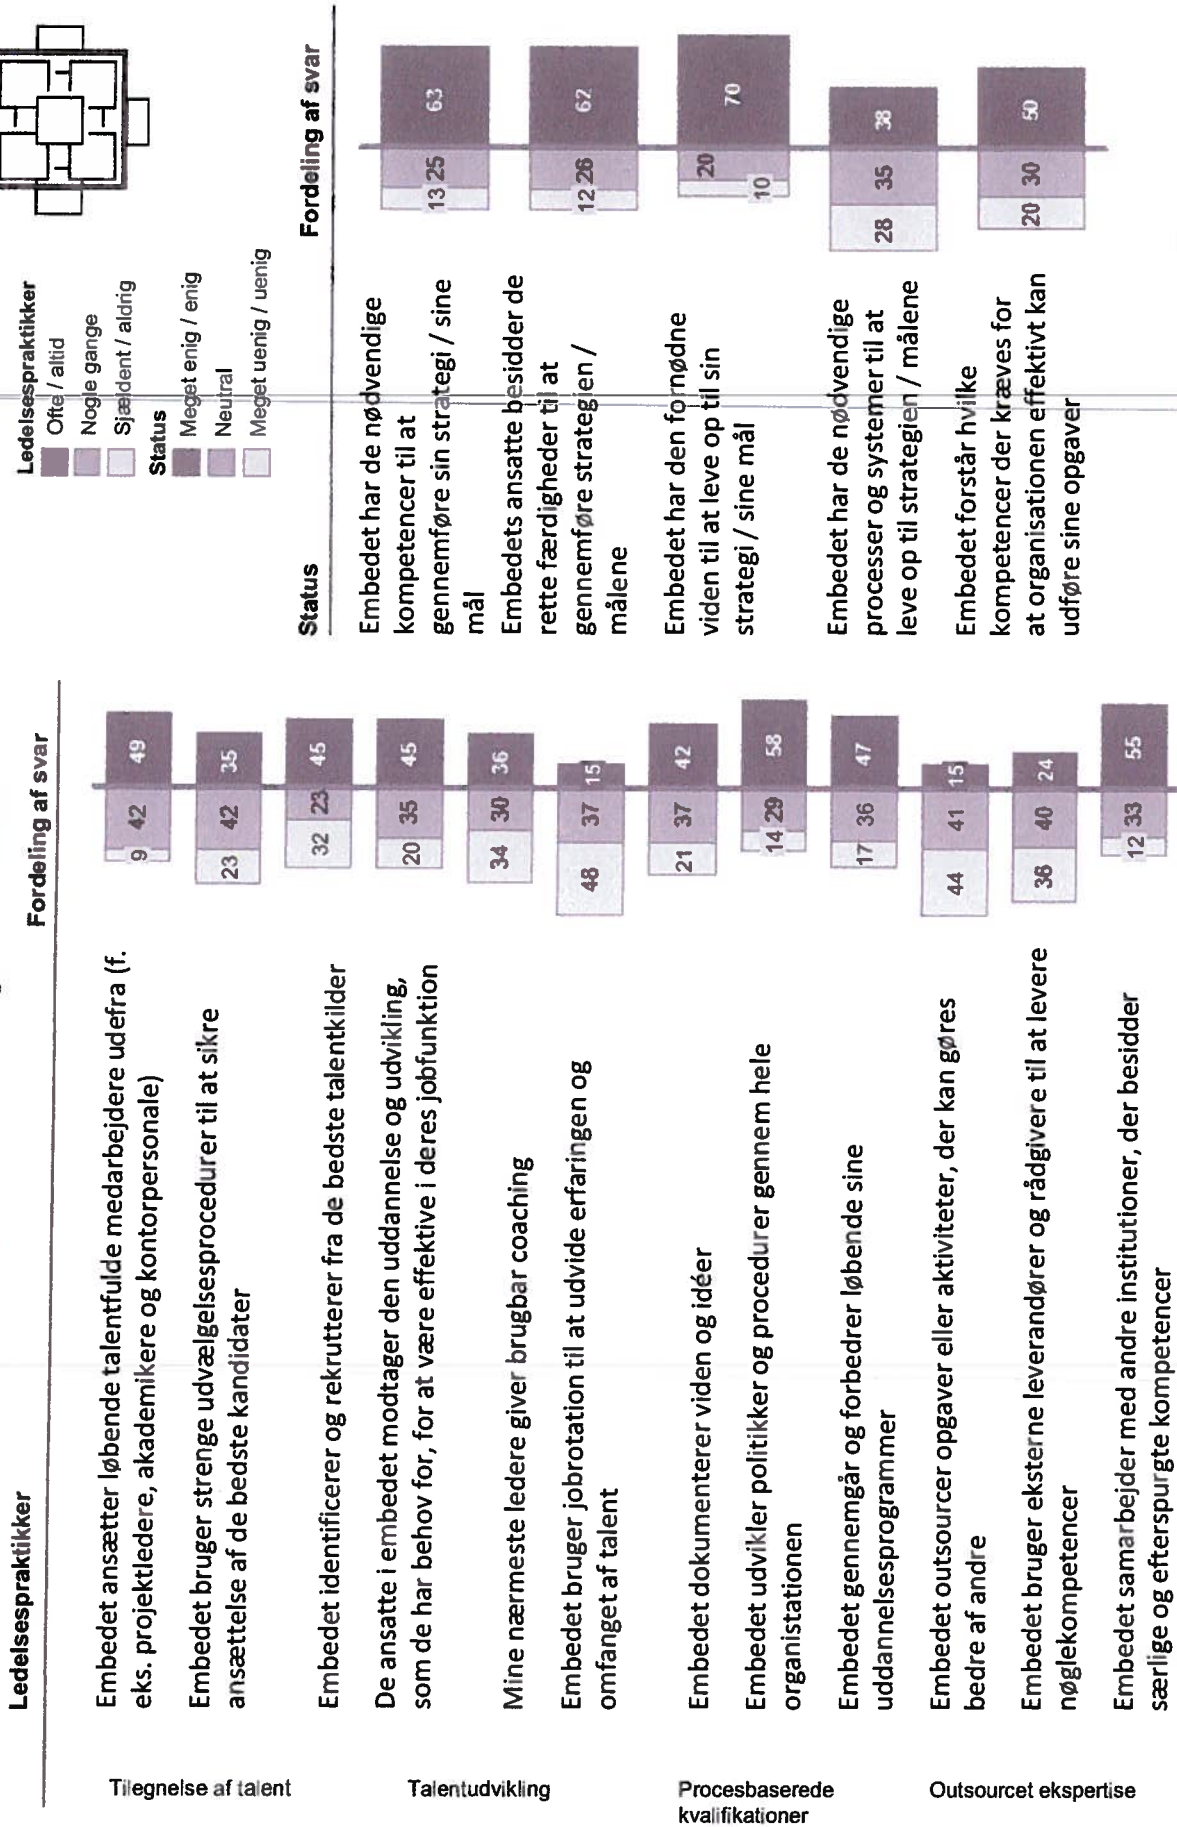 Ledelsespraktikker
Ofte / altid
Nogle gange
Sjældent / aldrig
Status
Meget enig / enig
Neutral
Meget uenig / uenig
Ledelsespraktikker
Fordeling af svar
Tilegnelse af talent
Embedet ansætter løbende talentfulde medarbejdere udefra (f.
eks. projektledere, akademikere og kontorpersonale)
9 42 49
Embedet bruger strenge udvælgelsesprocedurer til at sikre
ansættelse af de bedste kandidater
23 42 35
Embedet identificerer og rekrutterer fra de bedste talentkilder
32 23 45
Talentudvikling
De ansatte i embedet modtager den uddannelse og udvikling,
som de har behov for, for at være effektive i deres jobfunktion
20 35 45
Mine nærmeste ledere giver brugbar coaching
34 30 36
Embedet bruger jobrotation til at udvide erfaringen og
omfanget af talent
48 37 15
Procesbaserede
kvalifikationer
Embedet dokumenterer viden og idéer
21 37 42
Embedet udvikler politikker og procedurer gennem hele
organistationen
14 29 58
Embedet gennemgår og forbedrer løbende sine
uddannelsesprogrammer
17 36 47
Outsourcet ekspertise
Embedet outsourcer opgaver eller aktiviteter, der kan gøres
bedre af andre
44 41 15
Embedet bruger eksterne leverandører og rådgivere til at levere
nøglekompetencer
36 40 24
Embedet samarbejder med andre institutioner, der besidder
særlige og efterspurgte kompetencer
12 33 55
Status
Fordeling af svar
Embedet har de nødvendige
kompetencer til at
gennemføre sin strategi / sine
mål
13 25 63
Embedets ansatte besidder de
rette færdigheder til at
gennemføre strategien /
målene
12 26 62
Embedet har den fornødne
viden til at leve op til sin
strategi / sine mål
10 20 70
Embedet har de nødvendige
processer og systemer til at
leve op til strategien / målene
28 35 38
Embedet forstår hvilke
kompetencer der kræves for
at organisationen effektivt kan
udføre sine opgaver
20 30 50